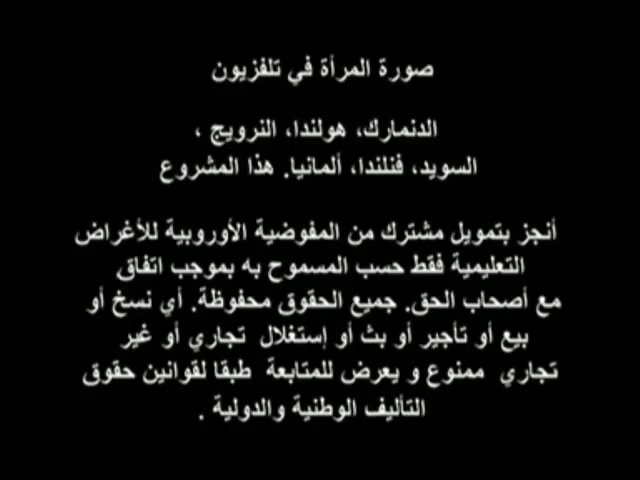 صورة المرأة في تلفزيون
الدنمارك، هولندا، النرويج ،
السويد، فنلندا، ألمانيا. هذا المشروع
أنجز بتمويل مشترك من المفوضية الأوروبية للأغراض
التعليمية فقط حسب المسموح به بموجب اتفاق
مع أصحاب الحق. جميع الحقوق محفوظة. أي نسخ أو
بيع أو تأجير أو بث أو إستغلال تجاري أو غير
تجاري ممنوع و يعرض للمتابعة طبقا لقوانين حقوق
التأليف الوطنية والدولية .